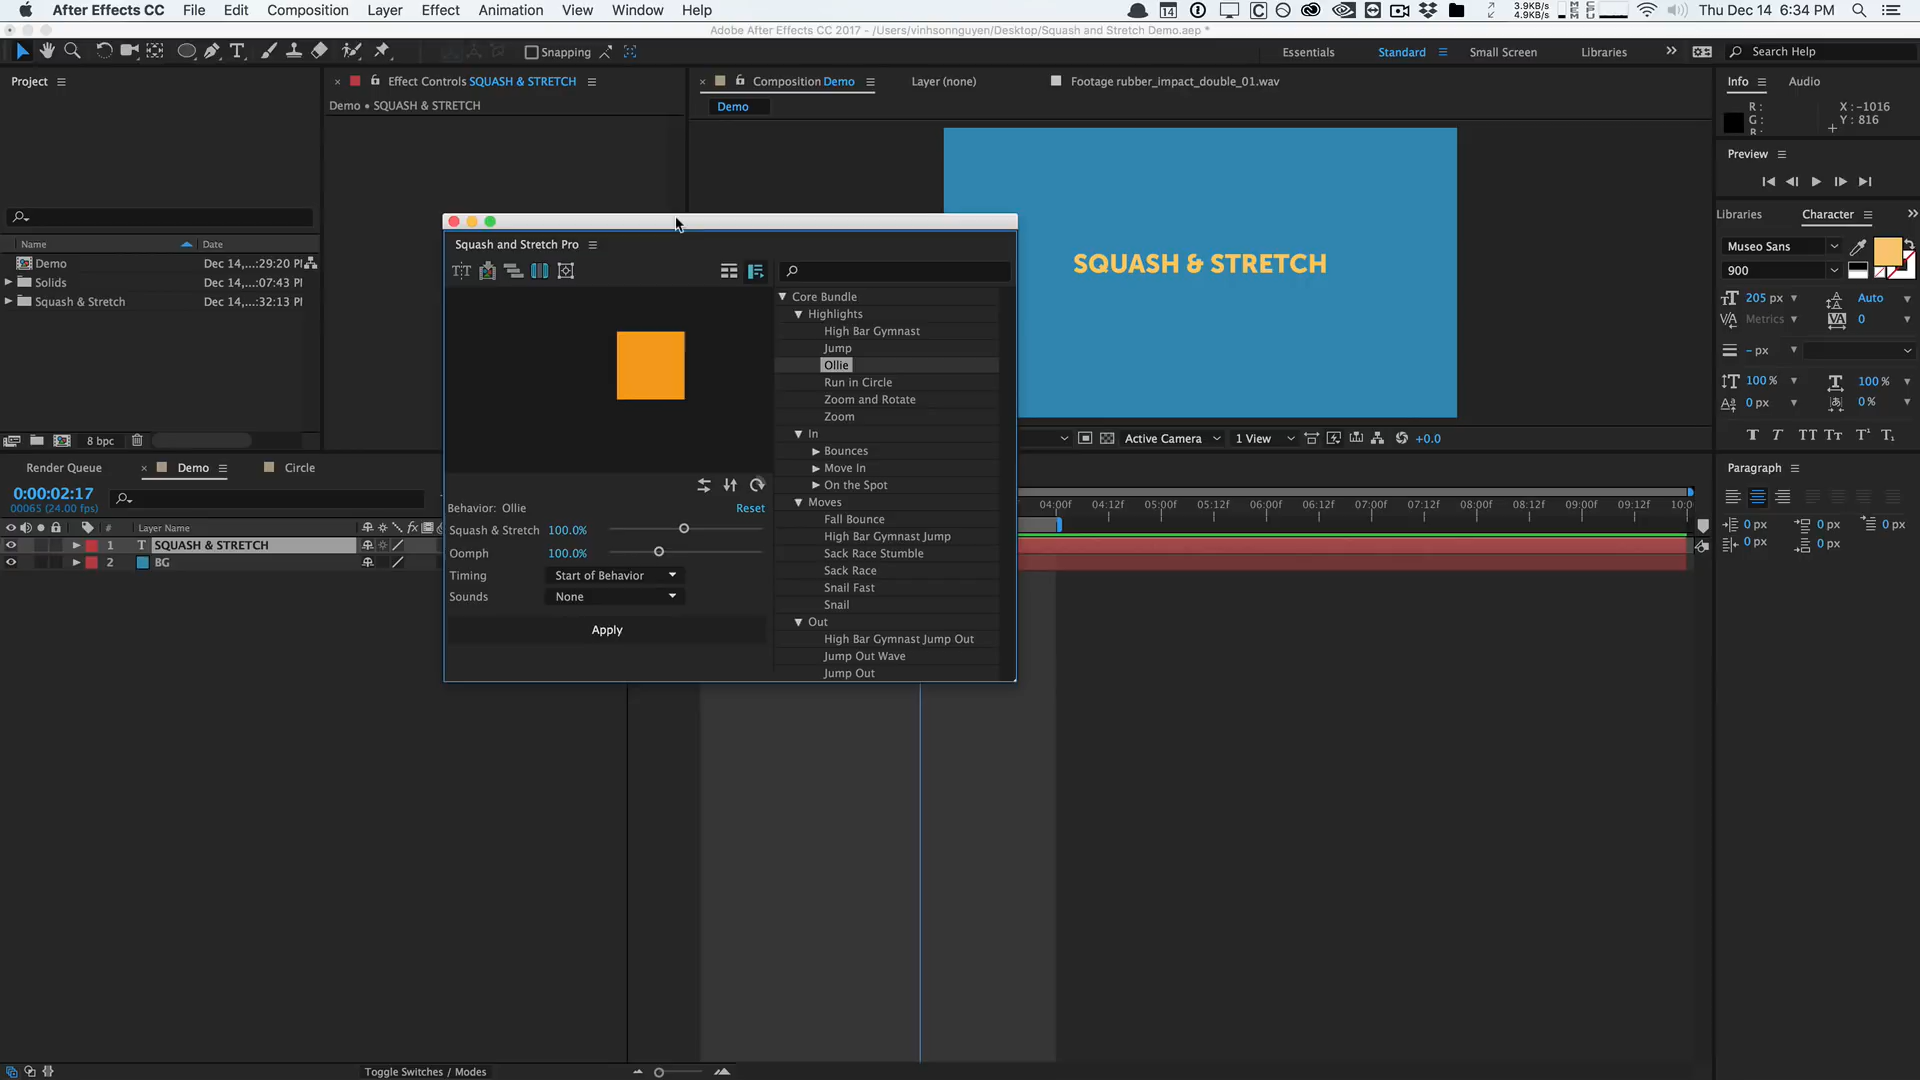 After Effects CC File Edit Composition Layer Effect Animation View Window Help
14
3.9KB/s
4.9KB/s
Thu Dec 14 6:34 PM
Adobe After Effects CC 2017 - /Users/vinhsonnguyen/Desktop/Squash and Stretch Demo.aep *
Snapping
Essentials Standard Small Screen Libraries
Search Help
Project
Effect Controls SQUASH & STRETCH
Demo • SQUASH & STRETCH
Composition Demo
Layer (none)
Footage rubber_impact_double_01.wav
Demo
Info Audio
R :
G :
B :
X : -1016
Y : 816
Preview
Libraries Character
Museo Sans
900
205 px
Auto
Metrics
0
- px
100 %
100 %
0 px
0 %
T T TT Tt T¹ T₁
Name Date
Demo Dec 14,...:29:20 PI
Solids Dec 14,...:07:43 PI
Squash & Stretch Dec 14,...:32:13 PI
8 bpc
SQUASH & STRETCH
Active Camera
1 View
+0.0
Squash and Stretch Pro
Core Bundle
Highlights
High Bar Gymnast
Jump
Ollie
Run in Circle
Zoom and Rotate
Zoom
In
Bounces
Move In
On the Spot
Moves
Fall Bounce
High Bar Gymnast Jump
Sack Race Stumble
Sack Race
Snail Fast
Snail
Out
High Bar Gymnast Jump Out
Jump Out Wave
Jump Out
Behavior: Ollie
Reset
Squash & Stretch 100.0%
Oomph 100.0%
Timing Start of Behavior
Sounds None
Apply
Render Queue Demo Circle
0:00:02:17
00065 (24.00 fps)
# Layer Name
1 T SQUASH & STRETCH
2 BG
04:00f 04:12f 05:00f 05:12f 06:00f 06:12f 07:00f 07:12f 08:00f 08:12f 09:00f 09:12f 10:0
Paragraph
0 px 0 px 0 px
0 px 0 px
Toggle Switches / Modes